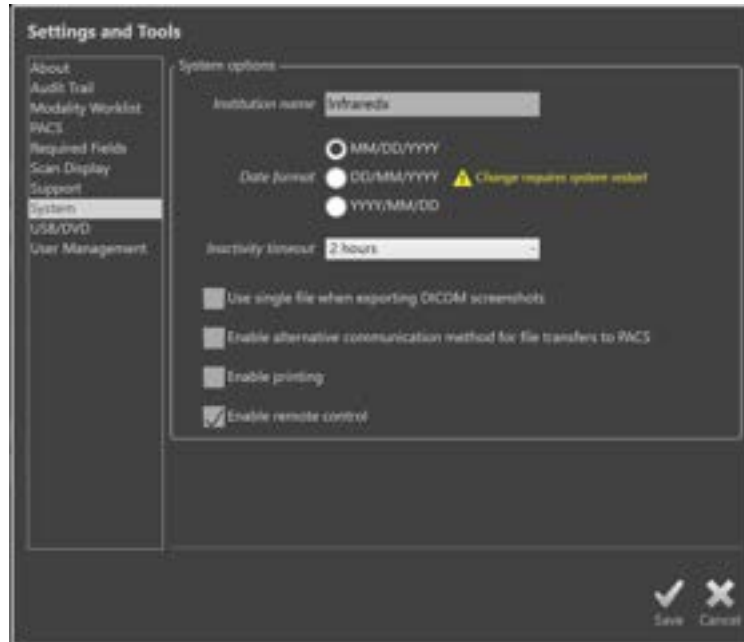 Settings and Tools
About
Audit Trail
Modality Worklist
PACS
Required Fields
Scan Display
Support
System
USB/DVD
User Management
System options
Institution name Infraredx
MM/DD/YYYY
Date format DD/MM/YYYY Change requires system restart
YYYY/MM/DD
Inactivity timeout 2 hours
Use single file when exporting DICOM screenshots
Enable alternative communication method for file transfers to PACS
Enable printing
Enable remote control
Save Cancel